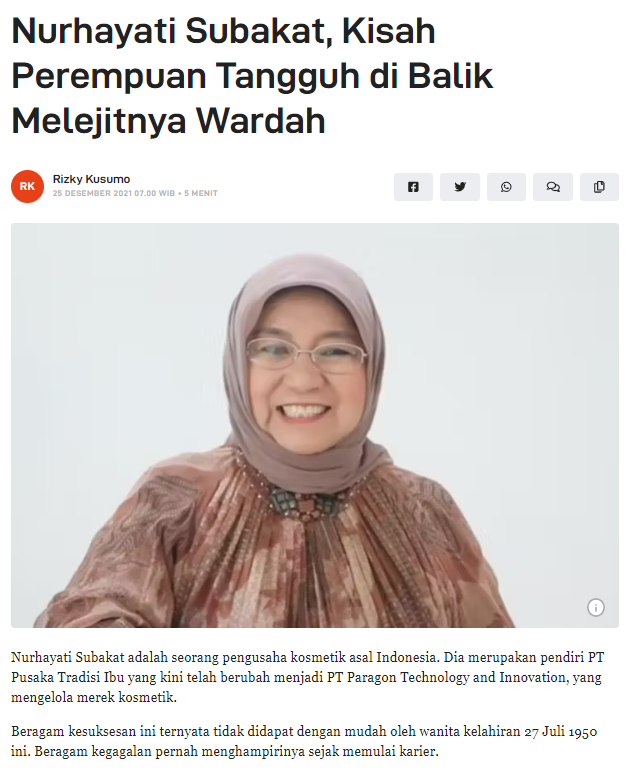 Nurhayati Subakat, Kisah
Perempuan Tangguh di Balik
Melejitnya Wardah
RK
Rizky Kusumo
25 DESEMBER 2021 07.00 WIB • 5 MENIT
Nurhayati Subakat adalah seorang pengusaha kosmetik asal Indonesia. Dia merupakan pendiri PT
Pusaka Tradisi Ibu yang kini telah berubah menjadi PT Paragon Technology and Innovation, yang
mengelola merek kosmetik.
Beragam kesuksesan ini ternyata tidak didapat dengan mudah oleh wanita kelahiran 27 Juli 1950
ini. Beragam kegagalan pernah menghampirinya sejak memulai karier.